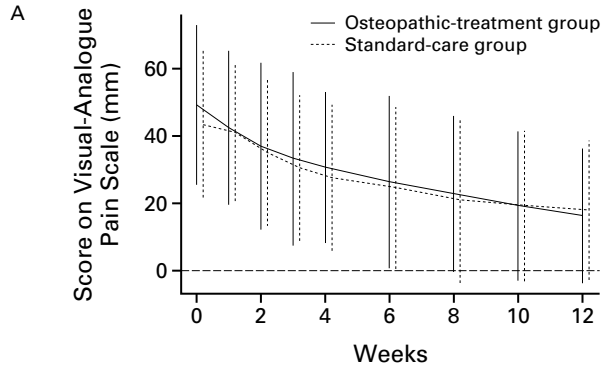 A
Osteopathic-treatment group
Standard-care group
Score on Visual-Analogue
Pain Scale (mm)
60
40
20
0
0 2 4 6 8 10 12
Weeks